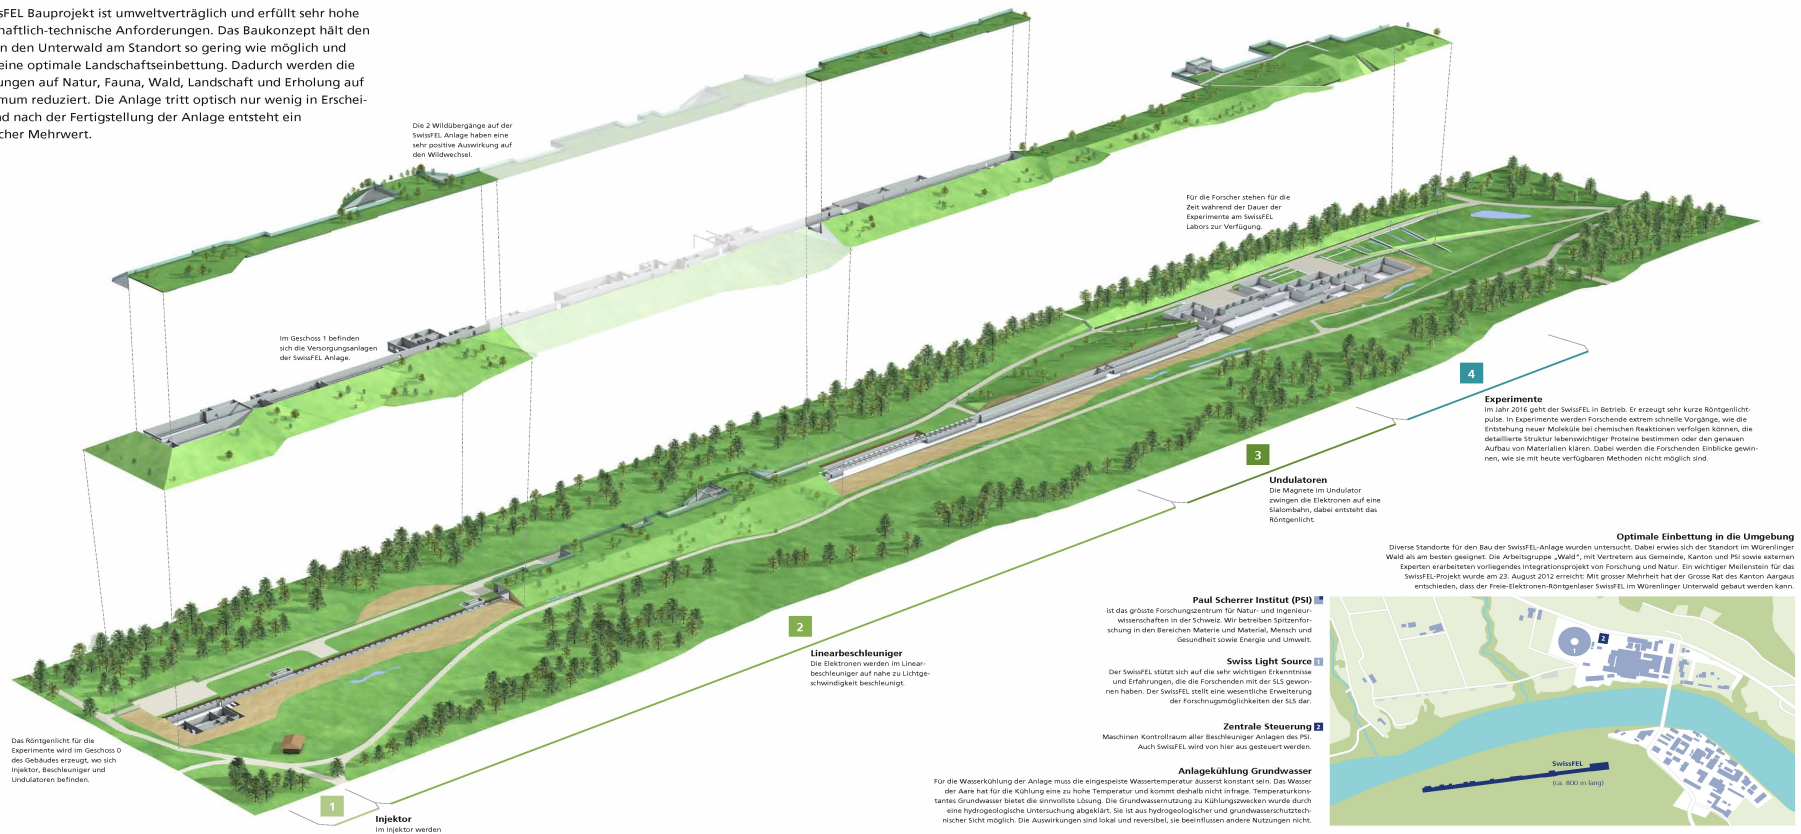 sFEL Bauprojekt ist umweltverträglich und erfüllt sehr hohe
haftlich-technische Anforderungen. Das Baukonzept hält den
n den Unterwald am Standort so gering wie möglich und
eine optimale Landschaftseinbettung. Dadurch werden die
ungen auf Natur, Fauna, Wald, Landschaft und Erholung auf
mum reduziert. Die Anlage tritt optisch nur wenig in Erschei-
nd nach der Fertigstellung der Anlage entsteht ein
cher Mehrwert.
Die 2 Wildübergänge auf der
SwissFEL Anlage haben eine
sehr positive Auswirkung auf
den Wildwechsel.
Für die Forscher stehen für die
Zeit während der Dauer der
Experimente am SwissFEL
Labors zur Verfügung.
Im Geschoss 1 befinden
sich die Versorgungsanlagen
der SwissFEL Anlage.
4
Experimente
Im Jahr 2016 geht der SwissFEL in Betrieb. Er erzeugt sehr kurze Röntgenlicht-
pulse. In Experimente werden Forschende extrem schnelle Vorgänge, wie die
Entstehung neuer Moleküle bei chemischen Reaktionen verfolgen können, die
detaillierte Struktur lebenswichtiger Proteine bestimmen oder den genauen
Aufbau von Materialien klären. Dabei werden die Forschenden Einblicke gewin-
nen, wie sie mit heute verfügbaren Methoden nicht möglich sind.
3
Undulatoren
Die Magnete im Undulator
zwingen die Elektronen auf eine
Slalombahn, dabei entsteht das
Röntgenlicht.
2
Linearbeschleuniger
Die Elektronen werden im Linear-
beschleuniger auf nahe zu Lichtge-
schwindigkeit beschleunigt.
Das Röntgenlicht für die
Experimente wird im Geschoss 0
des Gebäudes erzeugt, wo sich
Injektor, Beschleuniger und
Undulatoren befinden.
1
Injektor
Im Injektor werden
Optimale Einbettung in die Umgebung
Diverse Standorte für den Bau der SwissFEL-Anlage wurden untersucht. Dabei erwies sich der Standort im Würenlinger
Wald als am besten geeignet. Die Arbeitsgruppe „Wald“, mit Vertretern aus Gemeinde, Kanton und PSI sowie externen
Experten erarbeiteten vorliegendes Integrationsprojekt von Forschung und Natur. Ein wichtiger Meilenstein für das
SwissFEL-Projekt wurde am 23. August 2012 erreicht: Mit grosser Mehrheit hat der Grosse Rat des Kanton Aargaus
entschieden, dass der Freie-Elektronen-Röntgenlaser SwissFEL im Würenlinger Unterwald gebaut werden kann.
Paul Scherrer Institut (PSI)
ist das grösste Forschungszentrum für Natur- und Ingenieur-
wissenschaften in der Schweiz. Wir betreiben Spitzenfor-
schung in den Bereichen Materie und Material, Mensch und
Gesundheit sowie Energie und Umwelt.
Swiss Light Source 1
Der SwissFEL stützt sich auf die sehr wichtigen Erkenntnisse
und Erfahrungen, die die Forschenden mit der SLS gewon-
nen haben. Der SwissFEL stellt eine wesentliche Erweiterung
der Forschnugsmöglichkeiten der SLS dar.
Zentrale Steuerung 2
Maschinen Kontrollraum aller Beschleuniger Anlagen des PSI.
Auch SwissFEL wird von hier aus gesteuert werden.
Anlagekühlung Grundwasser
Für die Wasserkühlung der Anlage muss die eingespeiste Wassertemperatur äusserst konstant sein. Das Wasser
der Aare hat für die Kühlung eine zu hohe Temperatur und kommt deshalb nicht infrage. Temperaturkons-
tantes Grundwasser bietet die sinnvollste Lösung. Die Grundwassernutzung zu Kühlungszwecken wurde durch
eine hydrogeologische Untersuchung abgeklärt. Sie ist aus hydrogeologischer und grundwasserschutztech-
nischer Sicht möglich. Die Auswirkungen sind lokal und reversibel, sie beeinflussen andere Nutzungen nicht.
1
2
SwissFEL
(ca. 800 m lang)